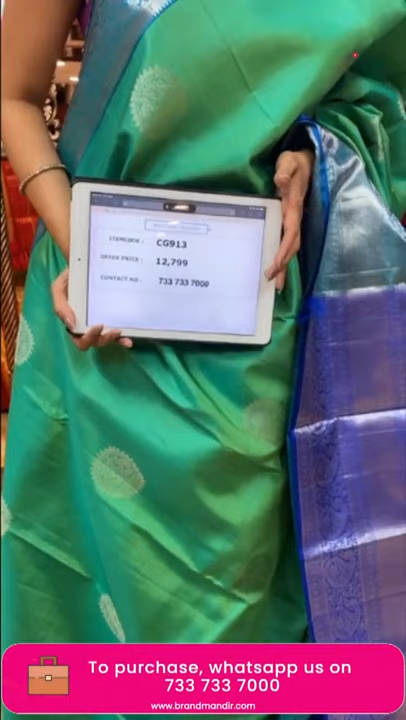 ITEMCODE : CG913
OFFER PRICE : 12,799
CONTACT NO : 733 733 7000
To purchase, whatsapp us on
733 733 7000
www.brandmandir.com